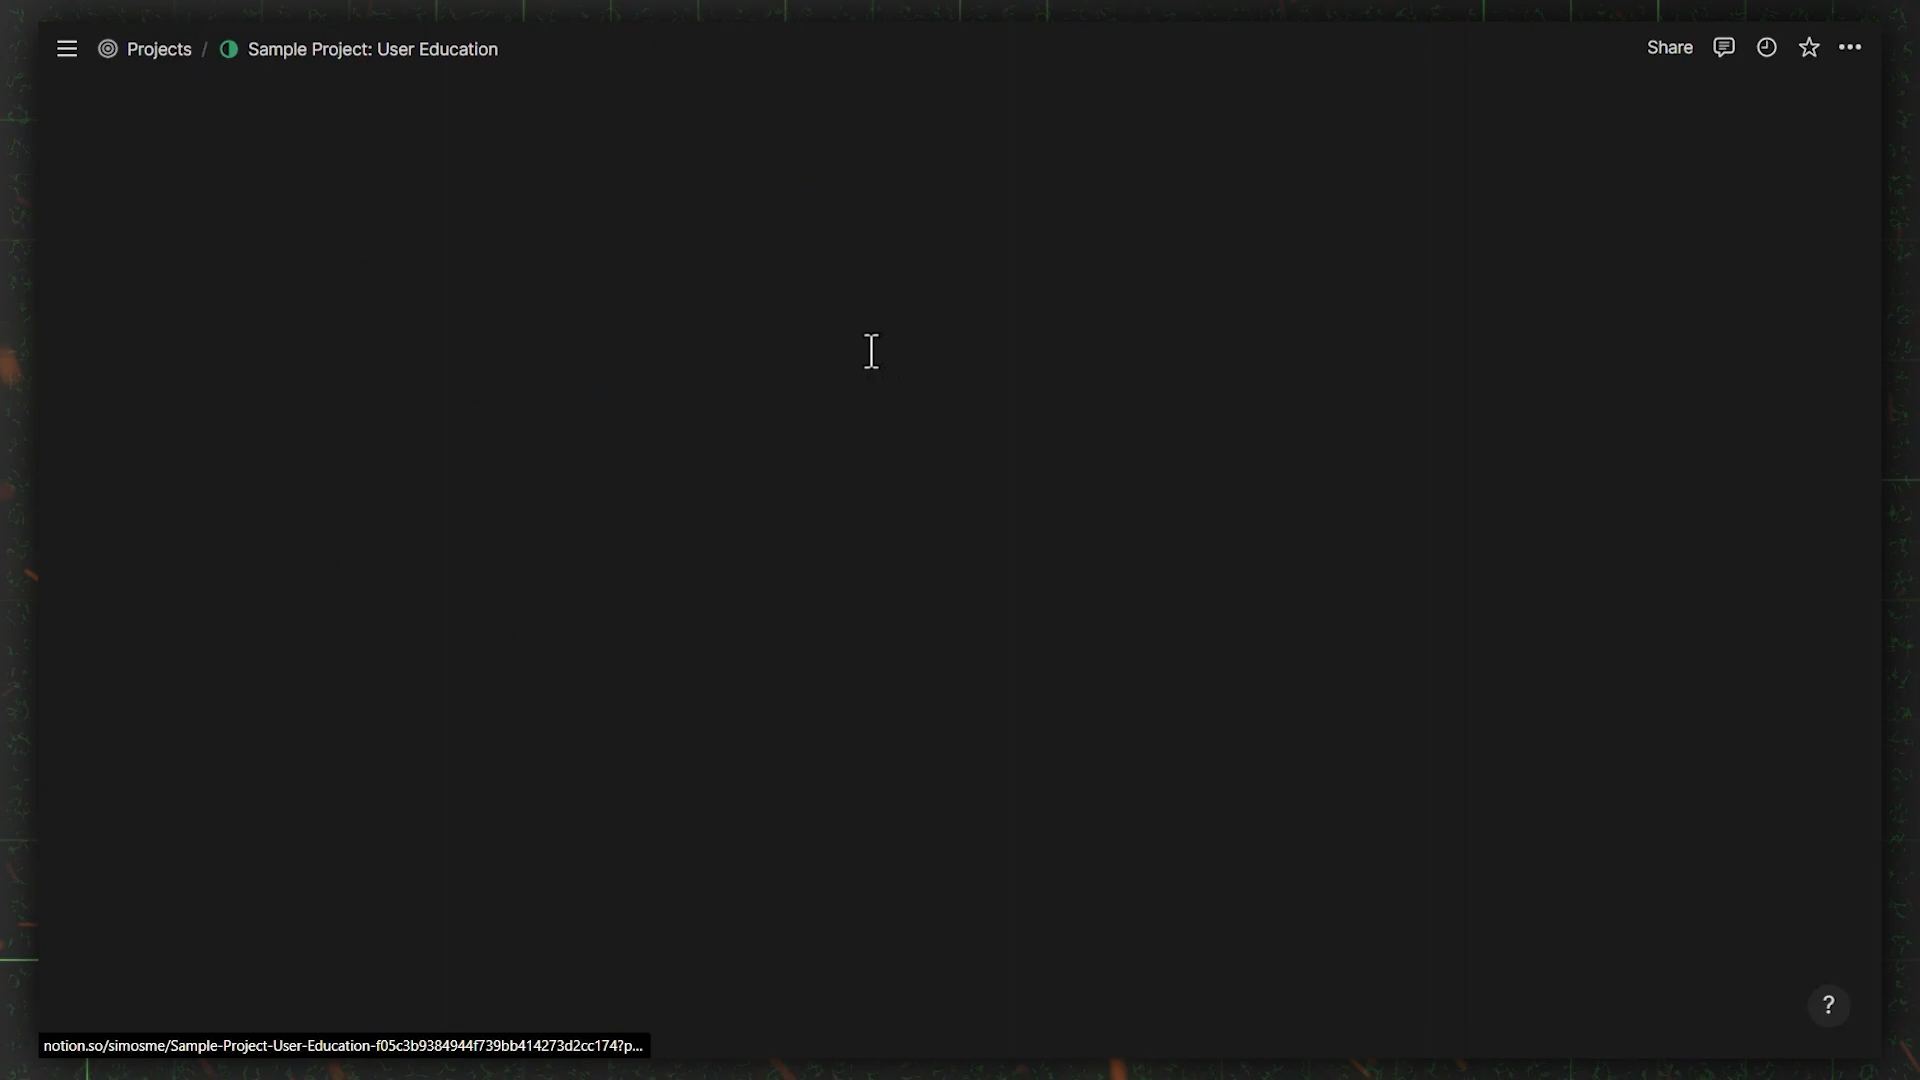 Projects / Sample Project: User Education
Share
?
notion.so/simosme/Sample-Project-User-Education-f05c3b9384944f739bb414273d2cc174?p...